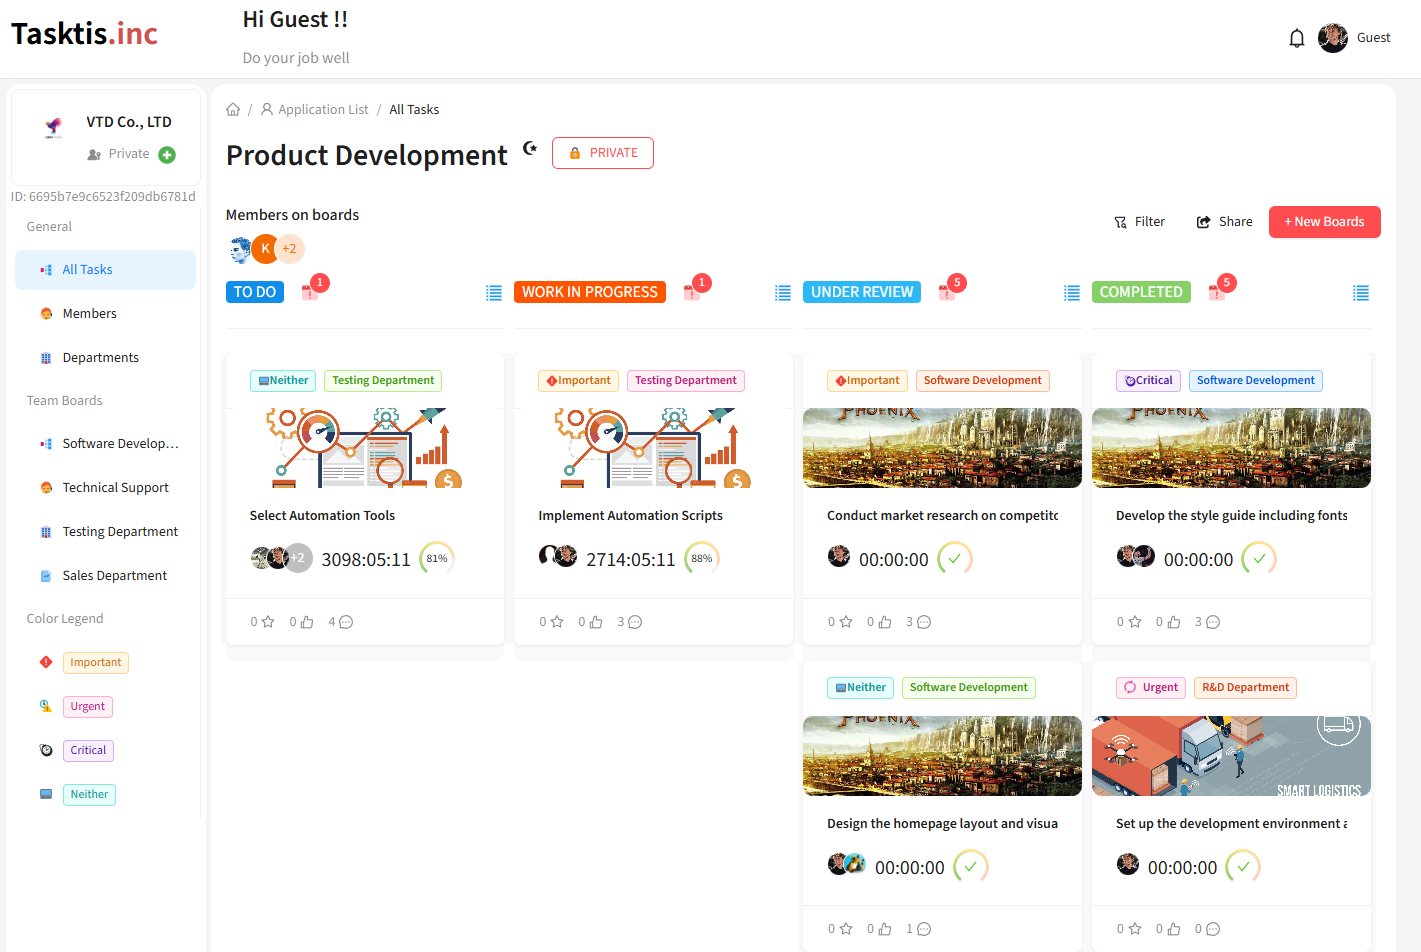 Tasktis.inc
Hi Guest !!
Do your job well
Guest
VTD Co., LTD
Private
ID: 6695b7e9c6523f209db6781d
General
All Tasks
Members
Departments
Team Boards
Software Develop...
Technical Support
Testing Department
Sales Department
Color Legend
Important
Urgent
Critical
Neither
/ Application List / All Tasks
Product Development
PRIVATE
Members on boards
K +2
Filter
Share
+ New Boards
TO DO 1
Neither Testing Department
$
Select Automation Tools
+2 3098:05:11 81%
0 0 4
WORK IN PROGRESS 1
Important Testing Department
$
Implement Automation Scripts
2714:05:11 88%
0 0 3
UNDER REVIEW 5
Important Software Development
PHOENIX
Conduct market research on competito
00:00:00
0 0 3
Neither Software Development
PHOENIX
Design the homepage layout and visua
00:00:00
0 0 1
COMPLETED 5
Critical Software Development
PHOENIX
Develop the style guide including fonts
00:00:00
0 0 3
Urgent R&D Department
SMART LOGISTICS
Set up the development environment a
00:00:00
0 0 0